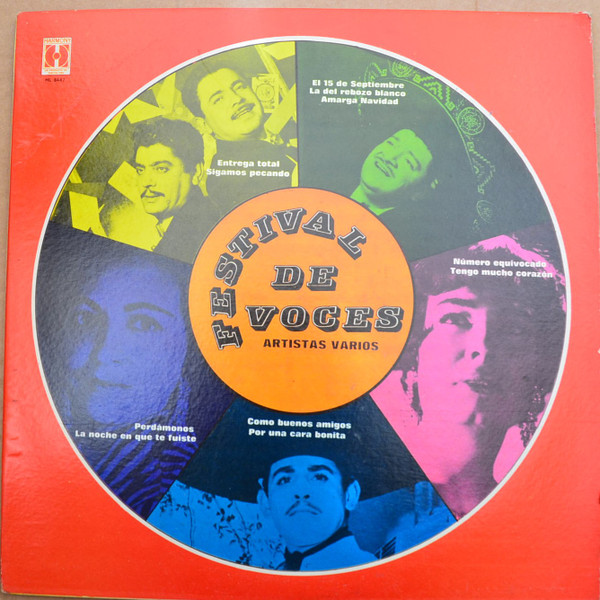 HARMONY
El 15 de Septiembre
La del rebozo blanco
Amarga Navidad
Entrega total
Sigamos pecando
FESTIVAL
DE
VOCES
ARTISTAS VARIOS
Número equivocado
Tengo mucho corazón
Perdámonos
La noche en que te fuiste
Como buenos amigos
Por una cara bonita